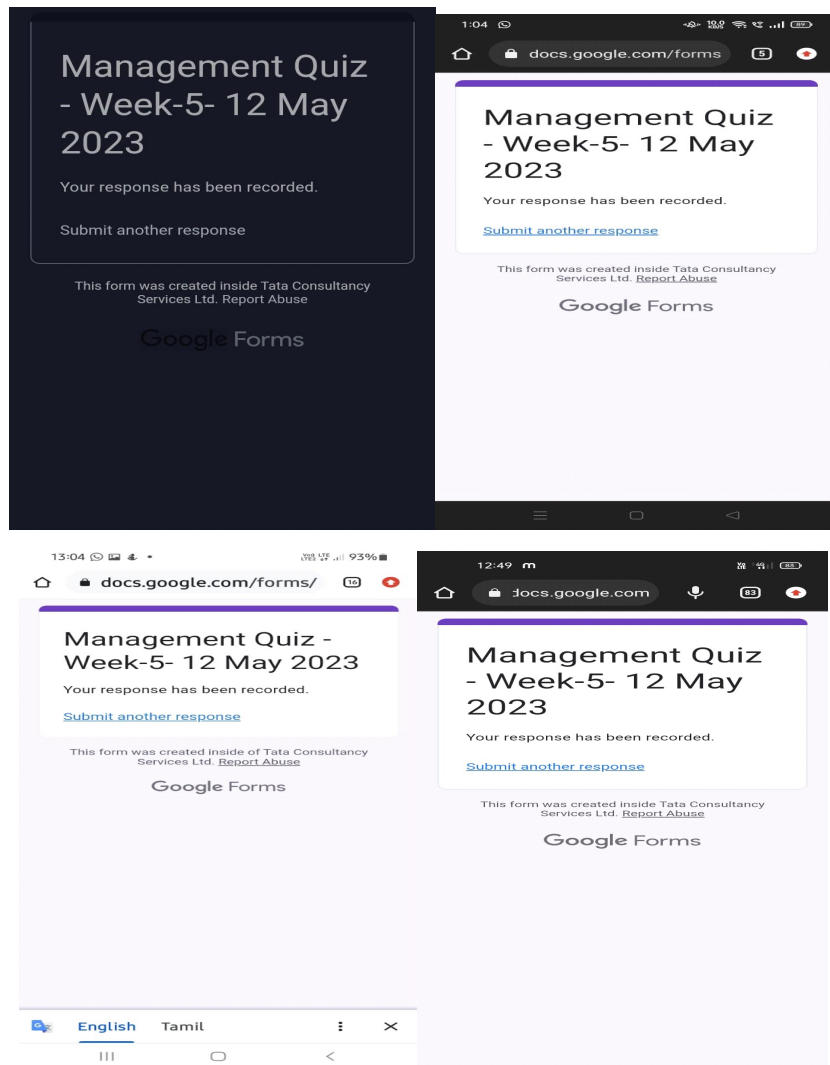 Management Quiz
- Week-5- 12 May
2023
Your response has been recorded.
Submit another response
This form was created inside Tata Consultancy
Services Ltd. Report Abuse
Google Forms
1:04
10.0 89
docs.google.com/forms 5
Management Quiz
- Week-5- 12 May
2023
Your response has been recorded.
Submit another response
This form was created inside Tata Consultancy
Services Ltd. Report Abuse
Google Forms
13:04 93%
docs.google.com/forms/ 16
Management Quiz -
Week-5- 12 May 2023
Your response has been recorded.
Submit another response
This form was created inside of Tata Consultancy
Services Ltd. Report Abuse
Google Forms
English Tamil
12:49 88
docs.google.com 83
Management Quiz
- Week-5- 12 May
2023
Your response has been recorded.
Submit another response
This form was created inside Tata Consultancy
Services Ltd. Report Abuse
Google Forms